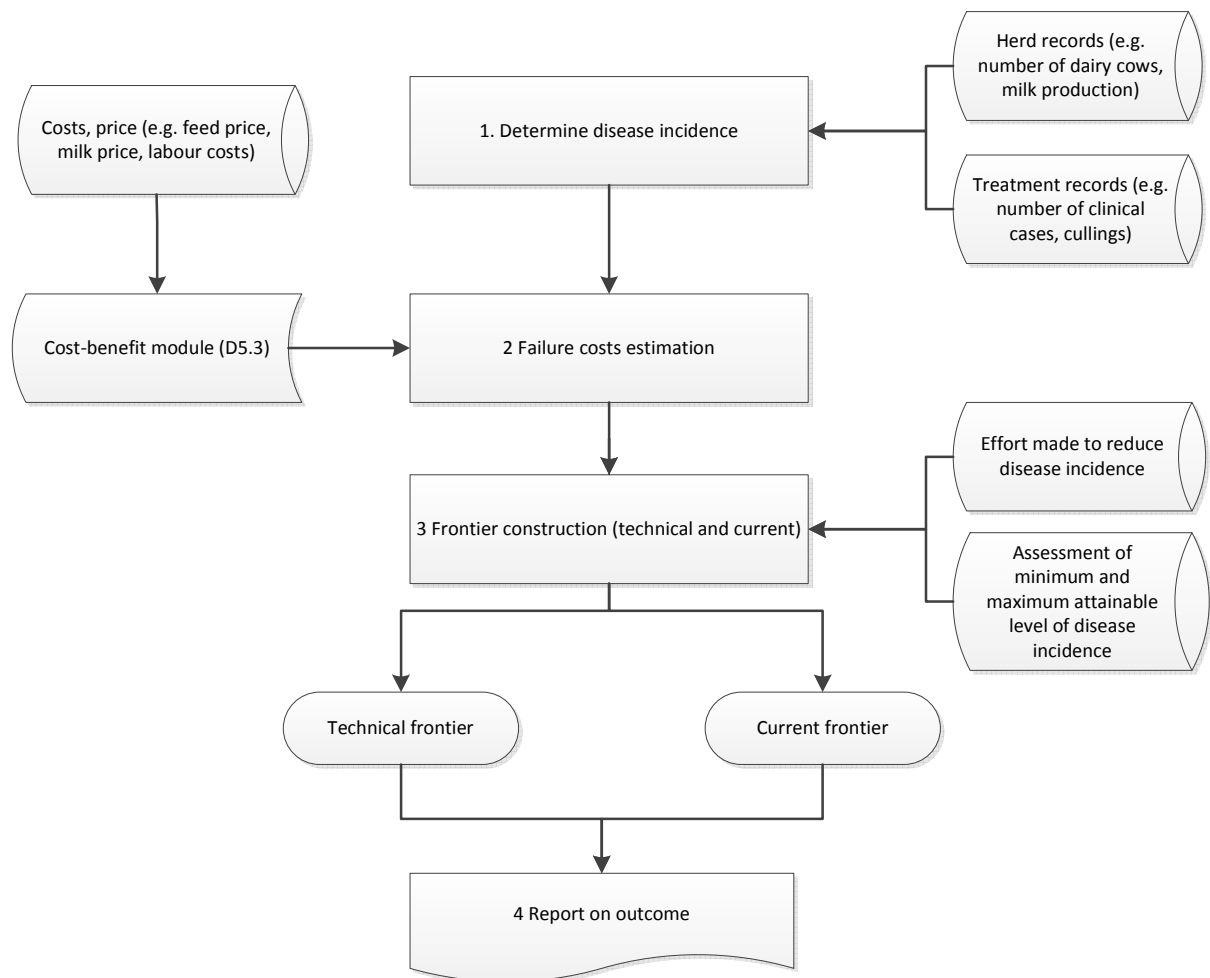 Herd records (e.g.
number of dairy cows,
milk production)
Costs, price (e.g. feed price,
milk price, labour costs)
1. Determine disease incidence
Treatment records (e.g.
number of clinical
cases, cullings)
Cost-benefit module (D5.3)
2 Failure costs estimation
Effort made to reduce
disease incidence
3 Frontier construction (technical and current)
Assessment of
minimum and
maximum attainable
level of disease
incidence
Technical frontier
Current frontier
4 Report on outcome